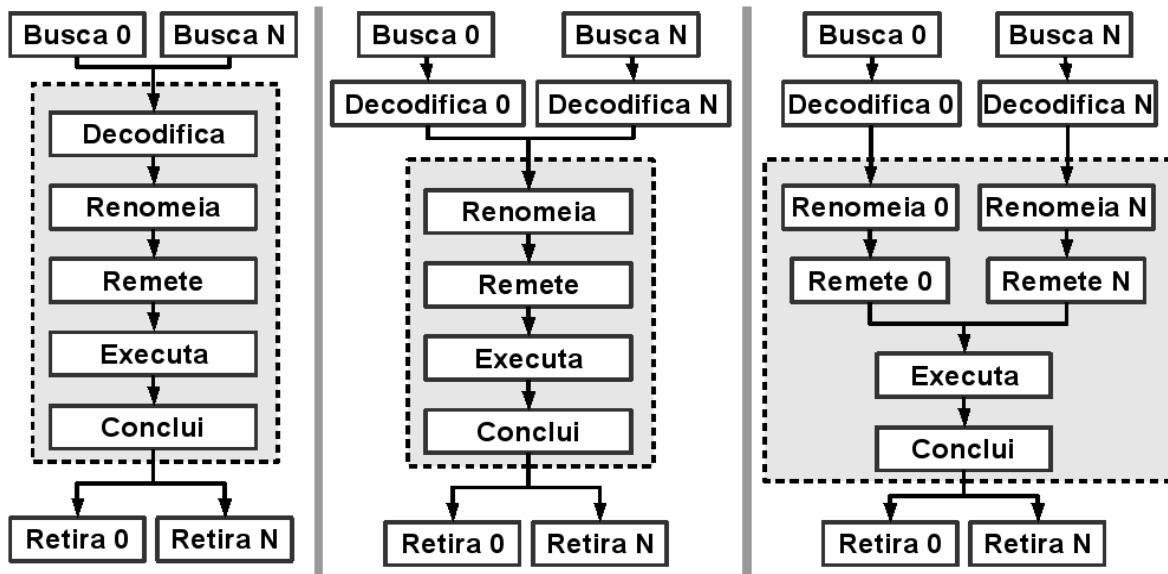 Busca 0
Busca N
Decodifica
Renomeia
Remete
Executa
Conclui
Retira 0
Retira N
Busca 0
Busca N
Decodifica 0
Decodifica N
Renomeia
Remete
Executa
Conclui
Retira 0
Retira N
Busca 0
Busca N
Decodifica 0
Decodifica N
Renomeia 0
Renomeia N
Remete 0
Remete N
Executa
Conclui
Retira 0
Retira N